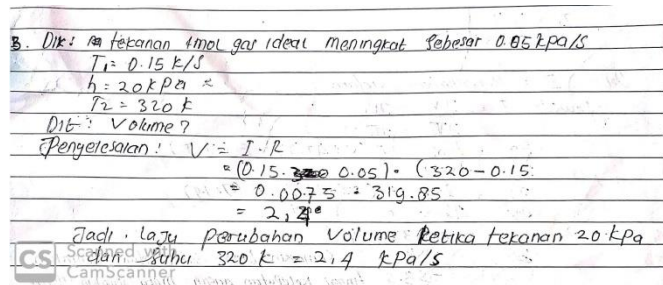 3. Dik: tekanan 1mol gas ideal meningkat sebesar 0.05 kpa/s
T1 = 0.15 k/s
h = 20 kpa
T2 = 320 k
Dit : Volume ?
Penyelesaian : V = I.R
= (0.15. 0.05) . (320 - 0.15
= 0.0075 . 319.85
= 2,4
Jadi, laju perubahan volume ketika tekanan 20 kpa
dan suhu 320 k = 2,4 kpa/s
CS Scanned with
CamScanner